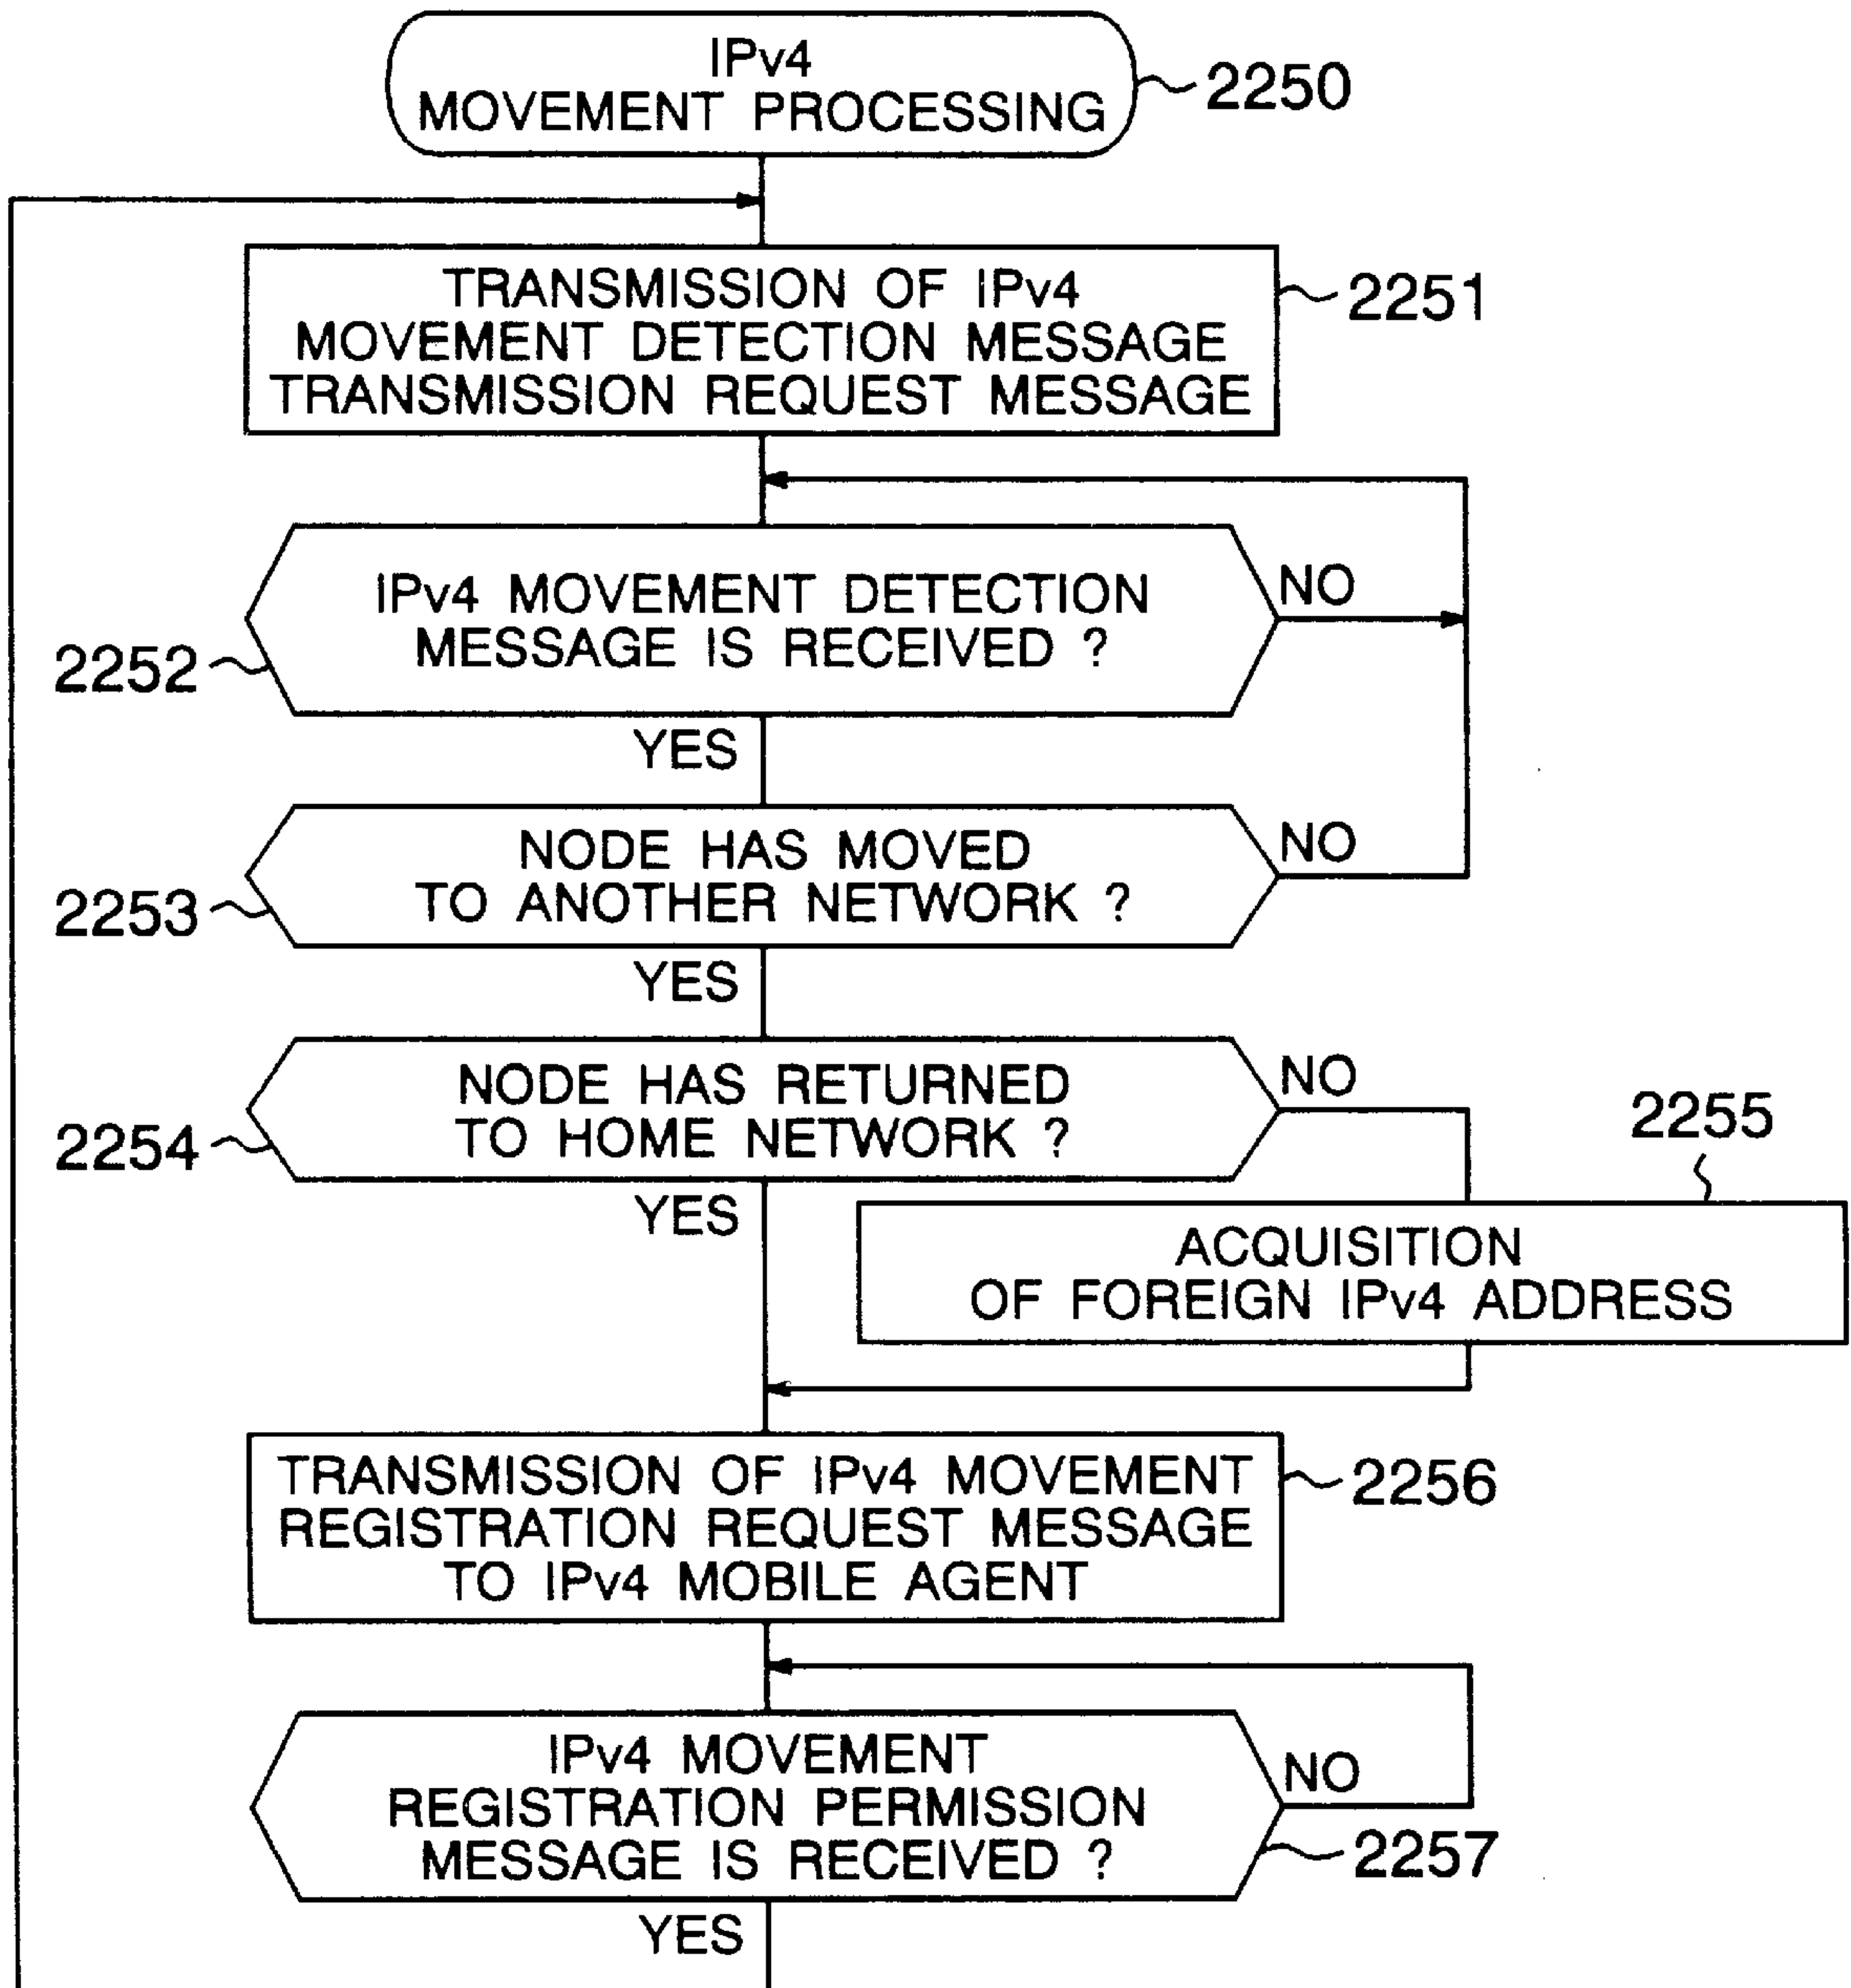 IPv4
MOVEMENT PROCESSING
2250
TRANSMISSION OF IPv4
MOVEMENT DETECTION MESSAGE
TRANSMISSION REQUEST MESSAGE
2251
IPv4 MOVEMENT DETECTION
MESSAGE IS RECEIVED ?
NO
2252
YES
NODE HAS MOVED
TO ANOTHER NETWORK ?
NO
2253
YES
NODE HAS RETURNED
TO HOME NETWORK ?
NO
2254
YES
2255
ACQUISITION
OF FOREIGN IPv4 ADDRESS
TRANSMISSION OF IPv4 MOVEMENT
REGISTRATION REQUEST MESSAGE
TO IPv4 MOBILE AGENT
2256
IPv4 MOVEMENT
REGISTRATION PERMISSION
MESSAGE IS RECEIVED ?
NO
2257
YES